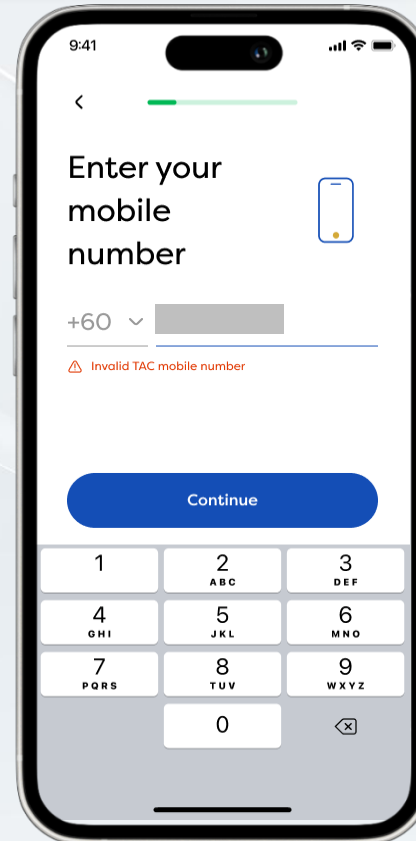 9:41
Enter your
mobile
number
+60
Invalid TAC mobile number
Continue
1
2
ABC
3
DEF
4
GHI
5
JKL
6
MNO
7
PQRS
8
TUV
9
WXYZ
0